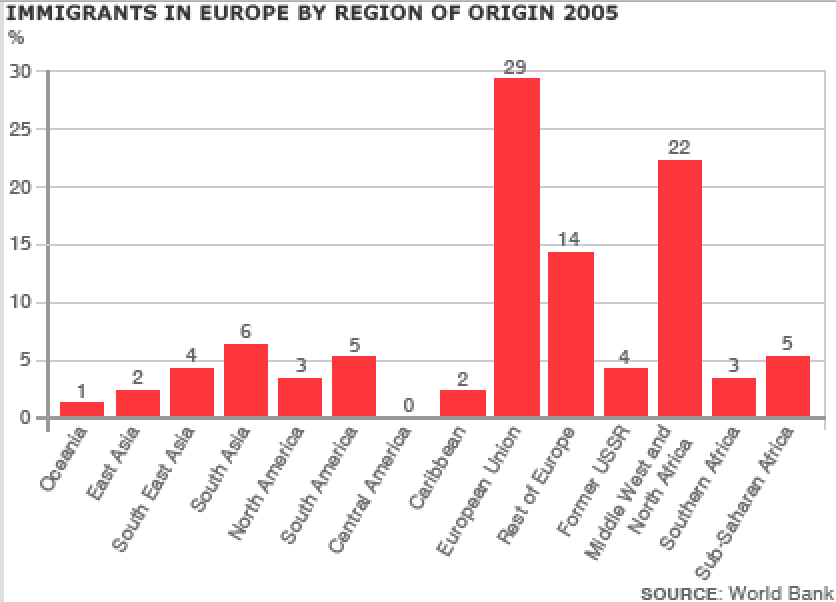 IMMIGRANTS IN EUROPE BY REGION OF ORIGIN 2005
%
30
25
20
15
10
5
0
1
2
4
6
3
5
0
2
29
14
4
22
3
5
Oceania
East Asia
South East Asia
South Asia
North America
South America
Central America
Caribbean
European Union
Rest of Europe
Former USSR
Middle West and
North Africa
Southern Africa
Sub-Saharan Africa
SOURCE: World Bank